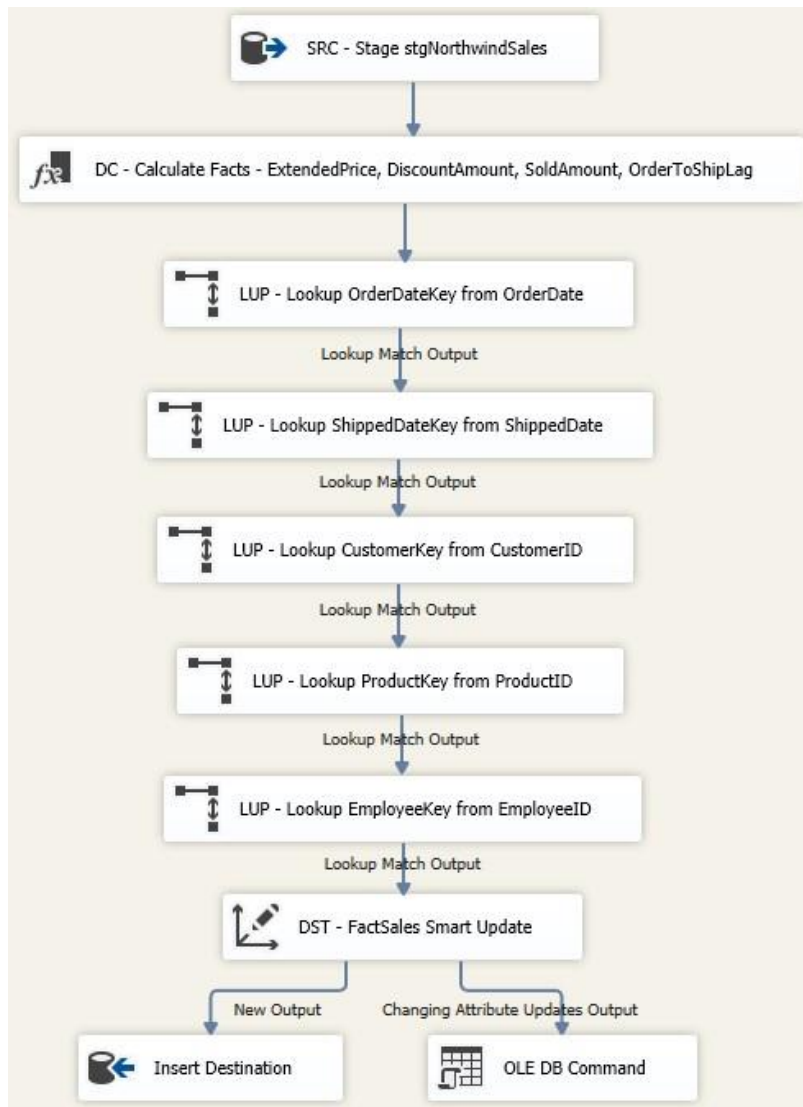 SRC - Stage stgNorthwindSales
DC - Calculate Facts - ExtendedPrice, DiscountAmount, SoldAmount, OrderToShipLag
LUP - Lookup OrderDateKey from OrderDate
Lookup Match Output
LUP - Lookup ShippedDateKey from ShippedDate
Lookup Match Output
LUP - Lookup CustomerKey from CustomerID
Lookup Match Output
LUP - Lookup ProductKey from ProductID
Lookup Match Output
LUP - Lookup EmployeeKey from EmployeeID
Lookup Match Output
DST - FactSales Smart Update
New Output
Changing Attribute Updates Output
Insert Destination
OLE DB Command